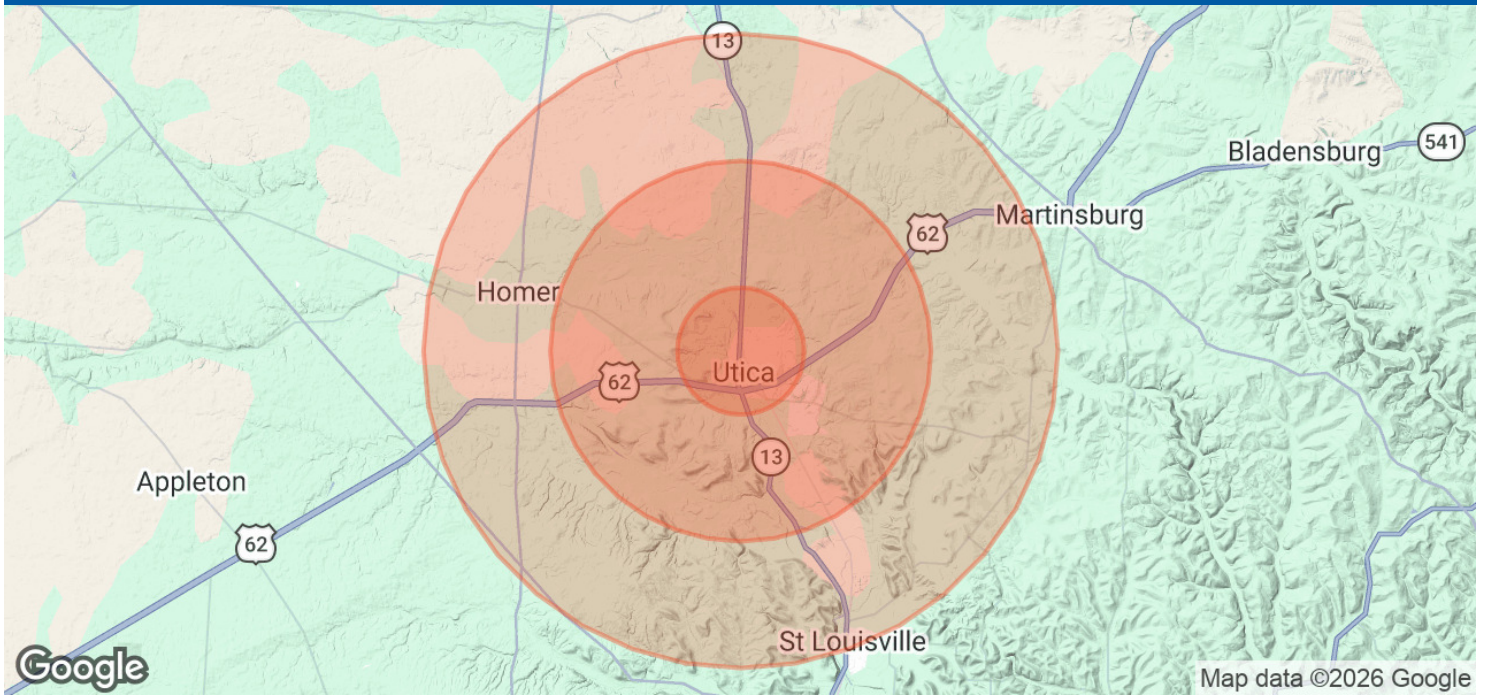 13
541
Bladensburg
Martinsburg
62
Homer
Utica
62
13
Appleton
62
St Louisville
Google
Map data ©2026 Google